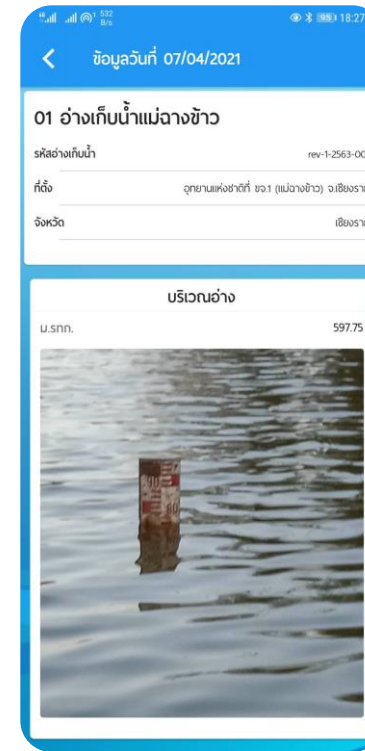 532
B/s
95 18:27
ข้อมูลวันที่ 07/04/2021
01 อ่างเก็บน้ำแม่ฉางข้าว
รหัสอ่างเก็บน้ำ rev-1-2563-00
ที่ตั้ง อุทยานแห่งชาติที่ ขจ.1 (แม่ฉางข้าว) จ.เชียงรา
จังหวัด เชียงรา
บริเวณอ่าง
ม.รทก. 597.75